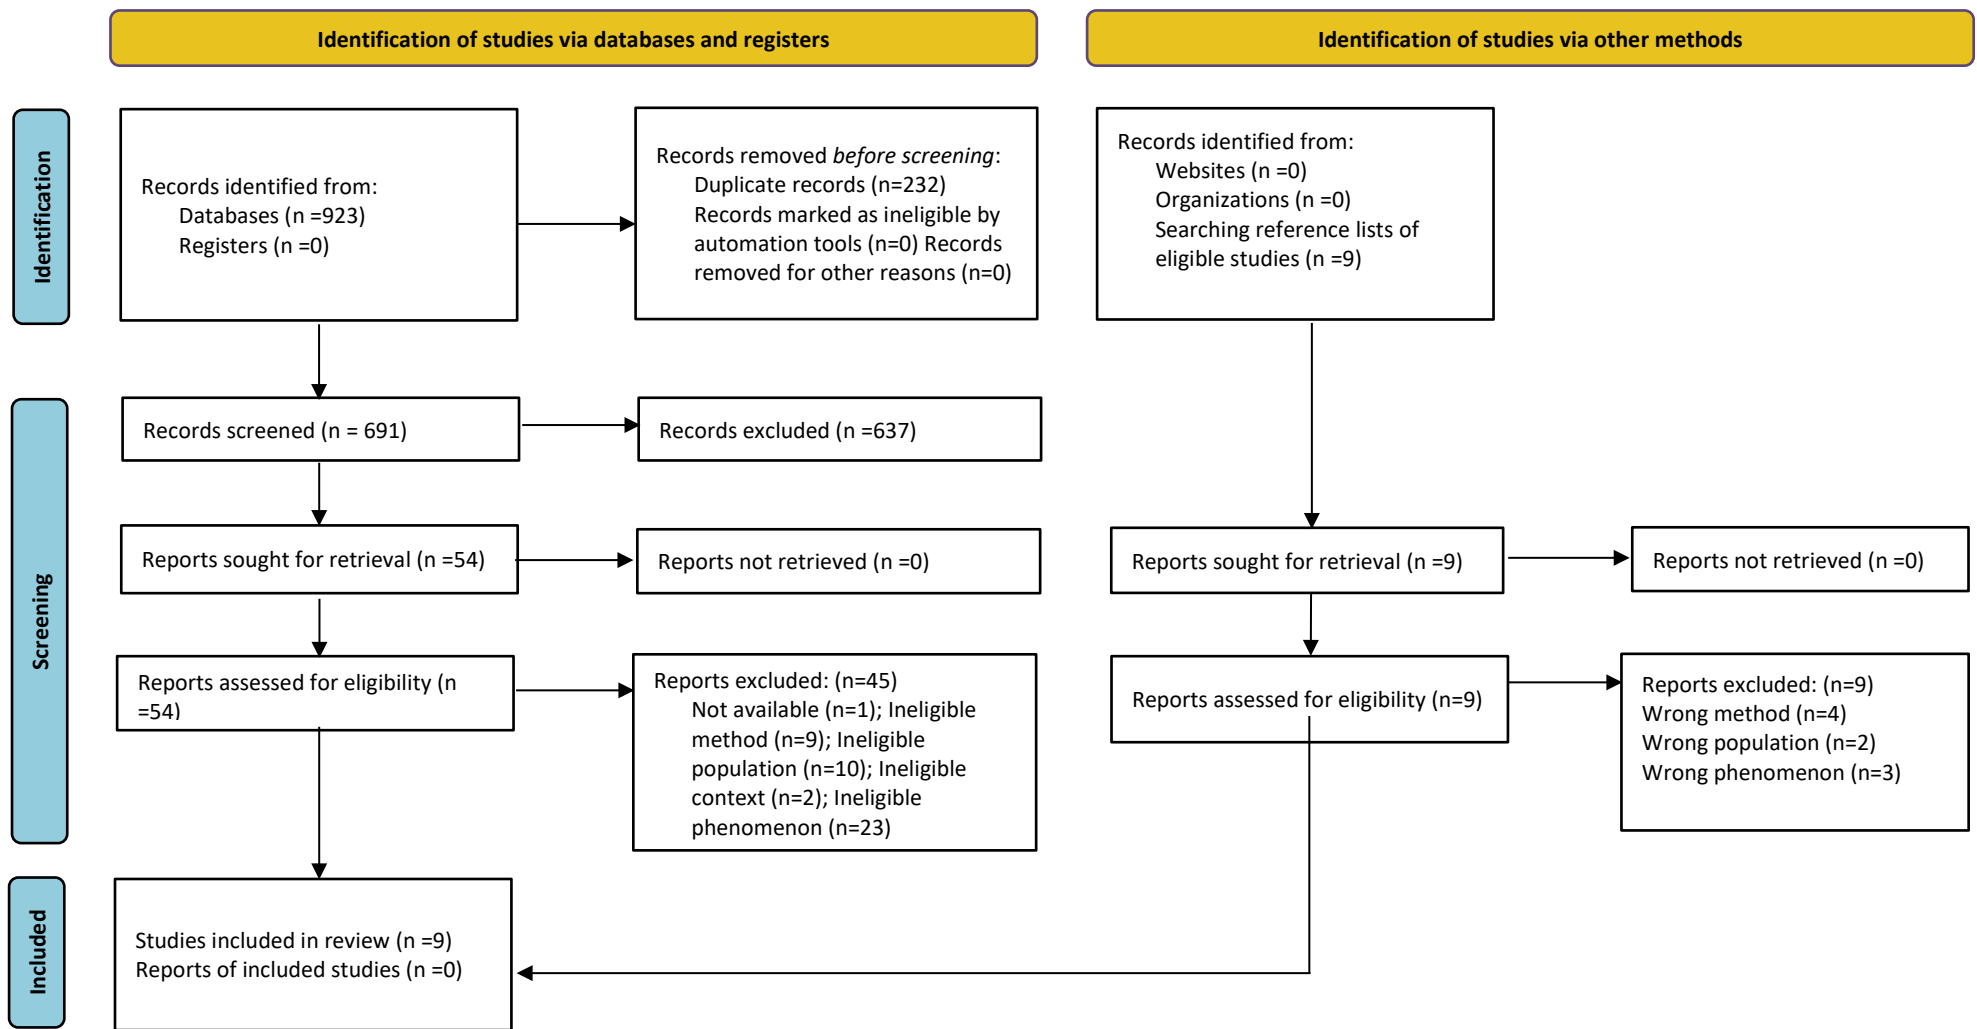 Identification of studies via databases and registers
Identification of studies via other methods
Identification
Records identified from:
Databases (n =923)
Registers (n =0)
Records removed before screening:
Duplicate records (n=232)
Records marked as ineligible by
automation tools (n=0) Records
removed for other reasons (n=0)
Records identified from:
Websites (n =0)
Organizations (n =0)
Searching reference lists of
eligible studies (n =9)
Screening
Records screened (n = 691)
Records excluded (n =637)
Reports sought for retrieval (n =54)
Reports not retrieved (n =0)
Reports sought for retrieval (n =9)
Reports not retrieved (n =0)
Reports assessed for eligibility (n
=54)
Reports excluded: (n=45)
Not available (n=1); Ineligible
method (n=9); Ineligible
population (n=10); Ineligible
context (n=2); Ineligible
phenomenon (n=23)
Reports assessed for eligibility (n=9)
Reports excluded: (n=9)
Wrong method (n=4)
Wrong population (n=2)
Wrong phenomenon (n=3)
Included
Studies included in review (n =9)
Reports of included studies (n =0)